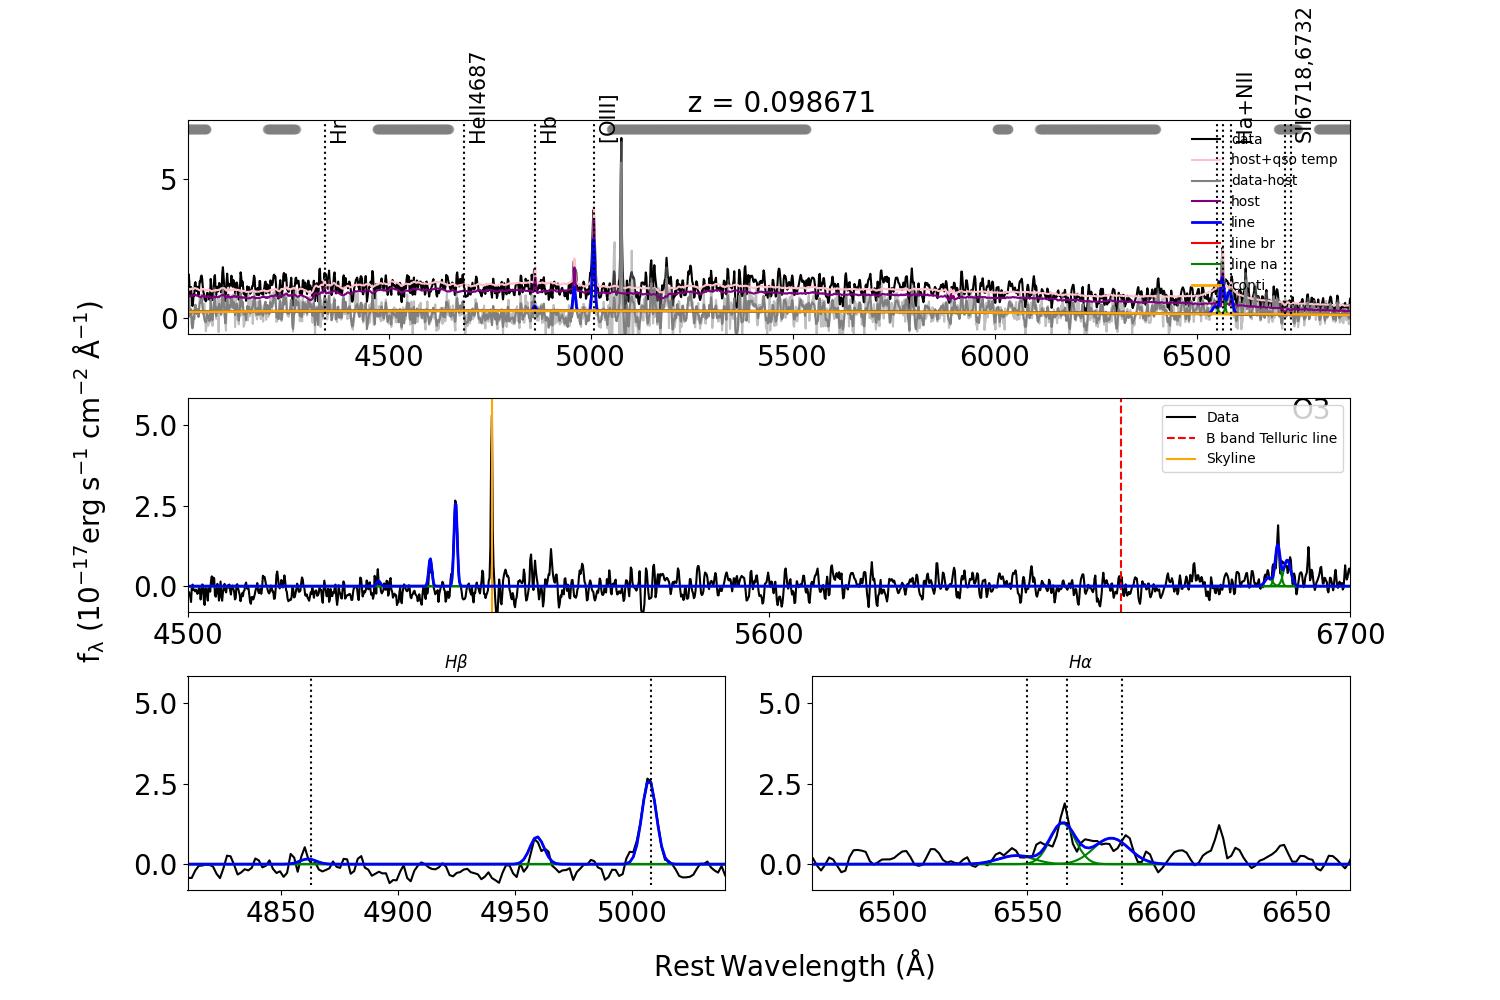 z = 0.098671
Hr
HeII4687
Hb
[OIII]
Ha+NII
SII6718,6732
data
host+qso temp
data-host
host
line
line br
line na
conti
5
0
4500
5000
5500
6000
6500
O3
Data
B band Telluric line
Skyline
5.0
2.5
0.0
4500
5600
6700
fλ (10⁻¹⁷erg s⁻¹ cm⁻² Å⁻¹)
Hβ
5.0
2.5
0.0
4850
4900
4950
5000
Hα
5.0
2.5
0.0
6500
6550
6600
6650
Rest Wavelength (Å)